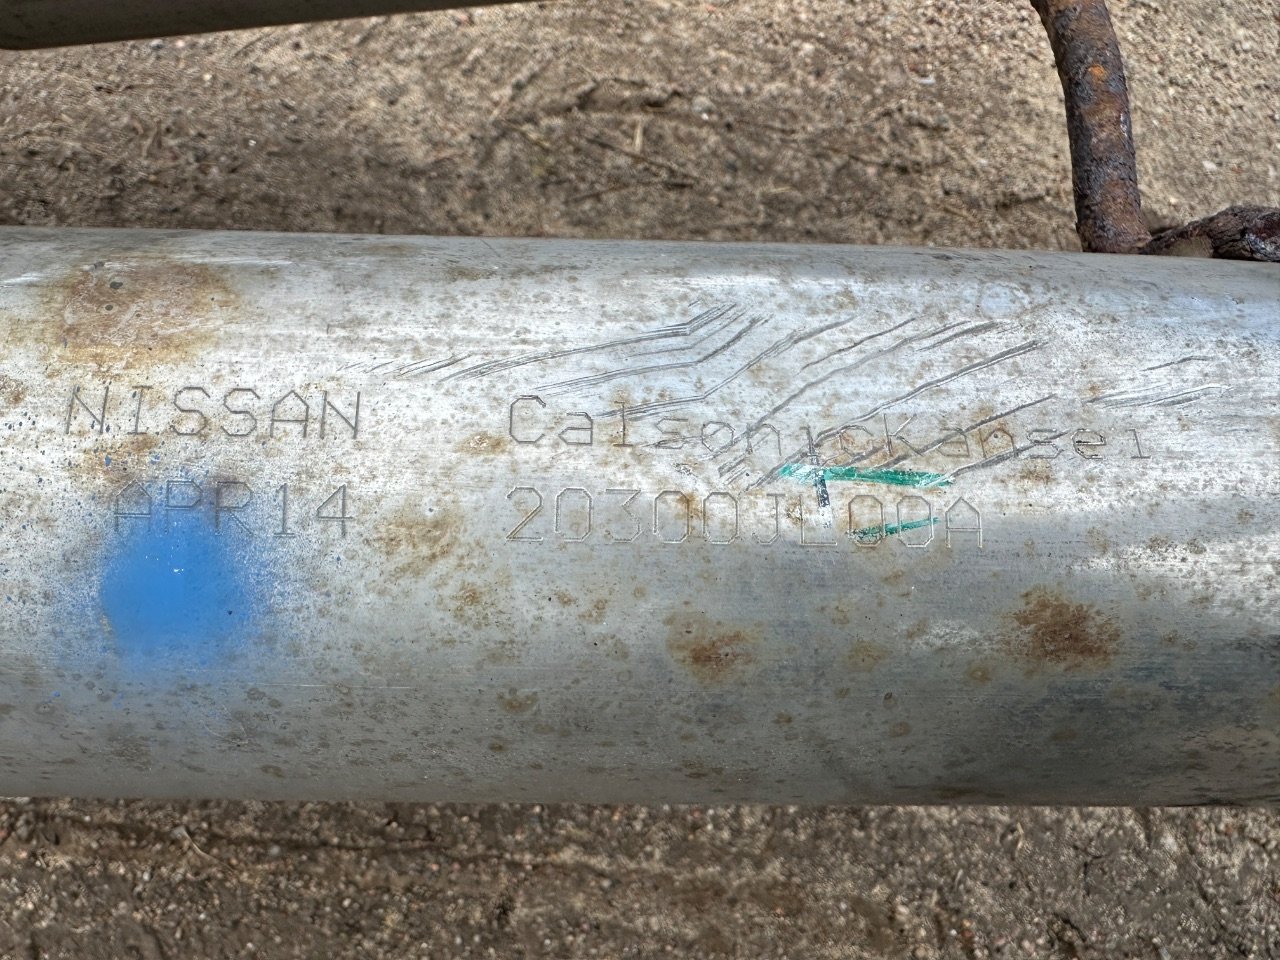 NISSAN CalsonicKansei
APR14 20300JL00A